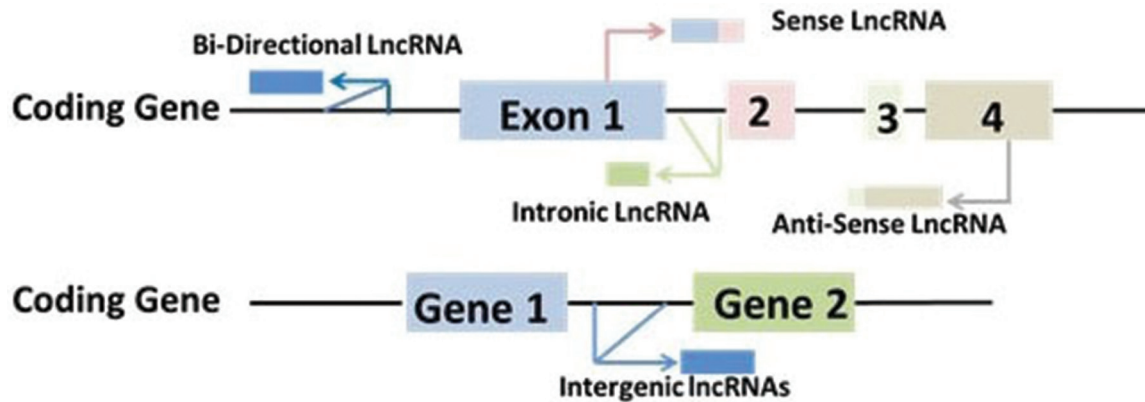 Sense LncRNA
Bi-Directional LncRNA
Coding Gene
Exon 1
2
3
4
Intronic LncRNA
Anti-Sense LncRNA
Coding Gene
Gene 1
Gene 2
Intergenic lncRNAs